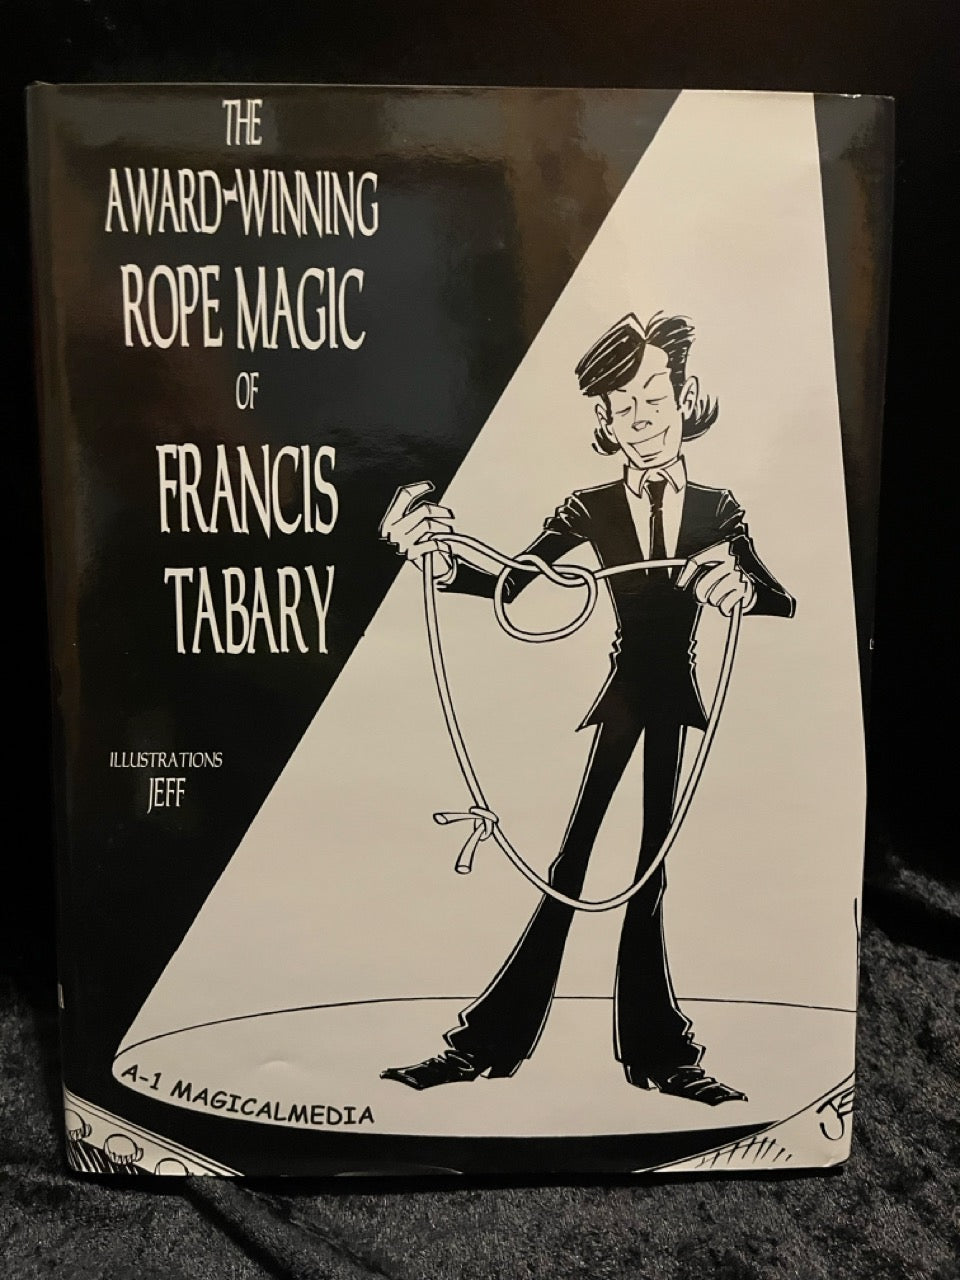 THE
AWARD-WINNING
ROPE MAGIC
OF
FRANCIS
TABARY
ILLUSTRATIONS
JEFF
A-1 MAGICALMEDIA